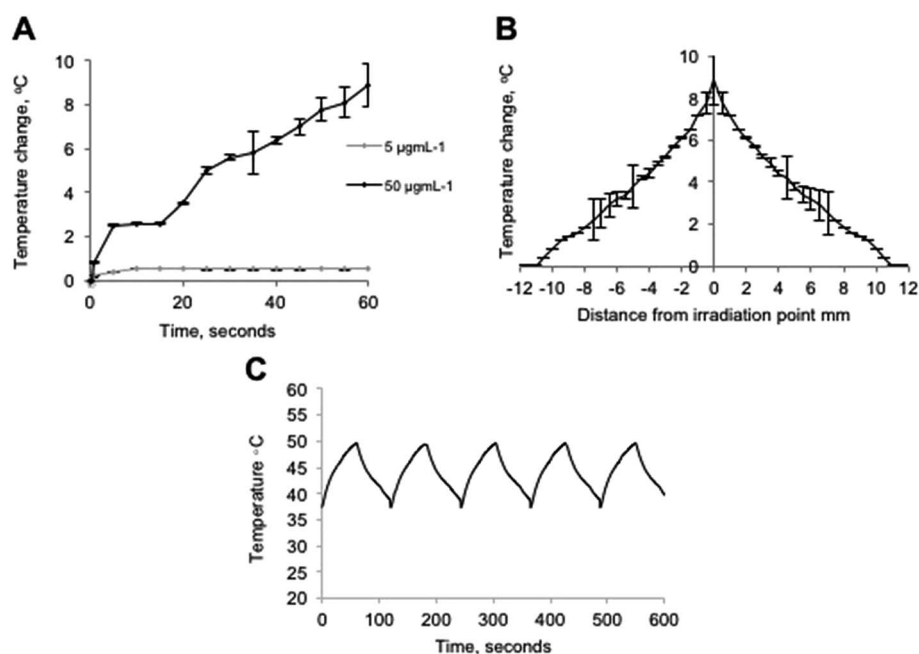 A
Temperature change, ºC
10
8
6
4
2
0
0
20
40
60
Time, seconds
5 µgmL-1
50 µgmL-1
B
Temperature change, ºC
10
8
6
4
2
0
-12 -10 -8 -6 -4 -2 0 2 4 6 8 10 12
Distance from irradiation point mm
C
Temperature ◦C
60
55
50
45
40
35
30
25
20
0 100 200 300 400 500 600
Time, seconds